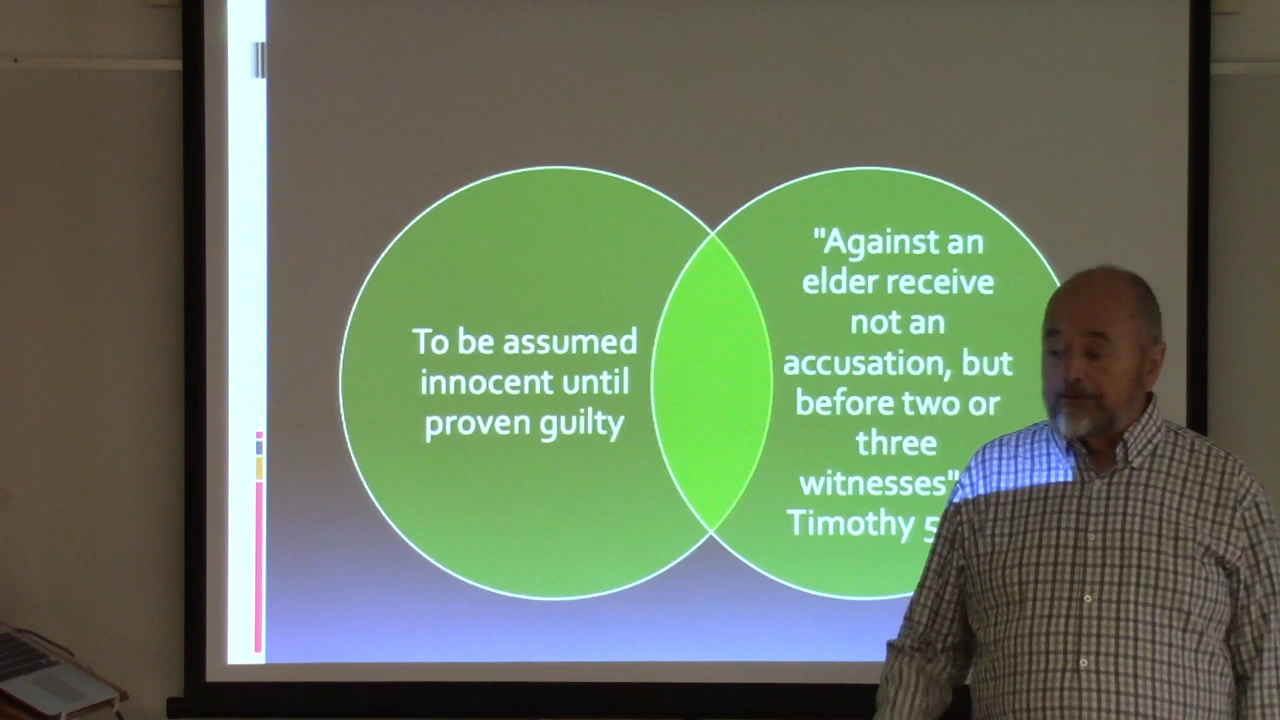 To be assumed
innocent until
proven guilty
"Against an
elder receive
not an
accusation, but
before two or
three
witnesses"
Timothy 5